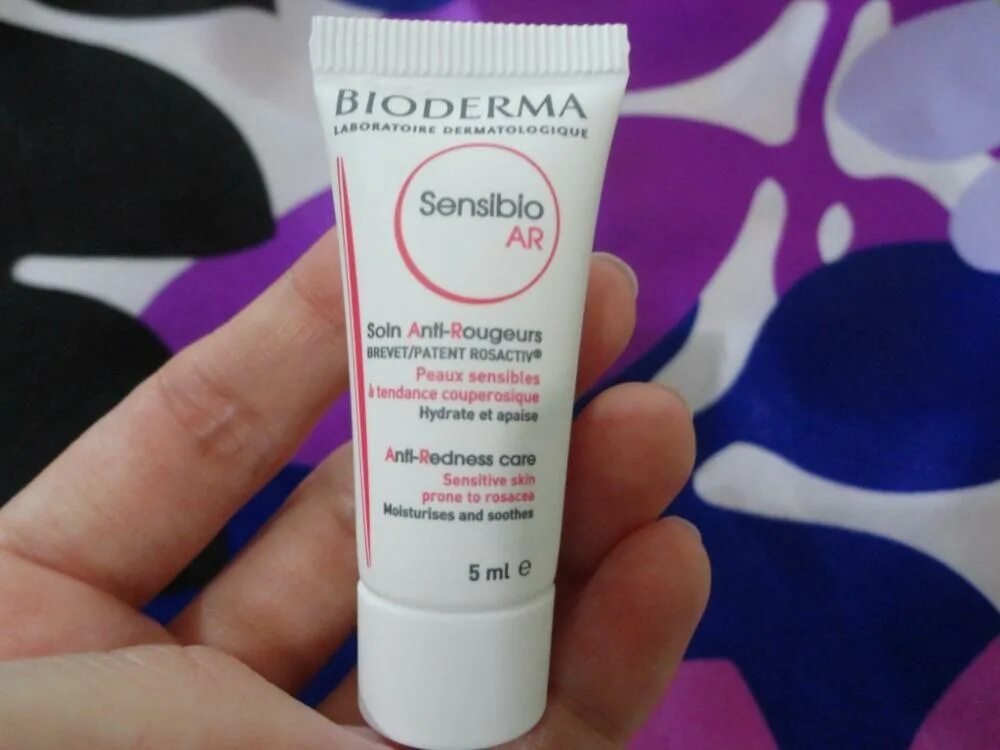 BIODERMA
LABORATOIRE DERMATOLOGIQUE
Sensibio
AR
Soin Anti-Rougeurs
BREVET/PATENT ROSACTIV®
Peaux sensibles
à tendance couperosique
Hydrate et apaise
Anti-Redness care
Sensitive skin
prone to rosacea
Moisturises and soothes
5 ml e